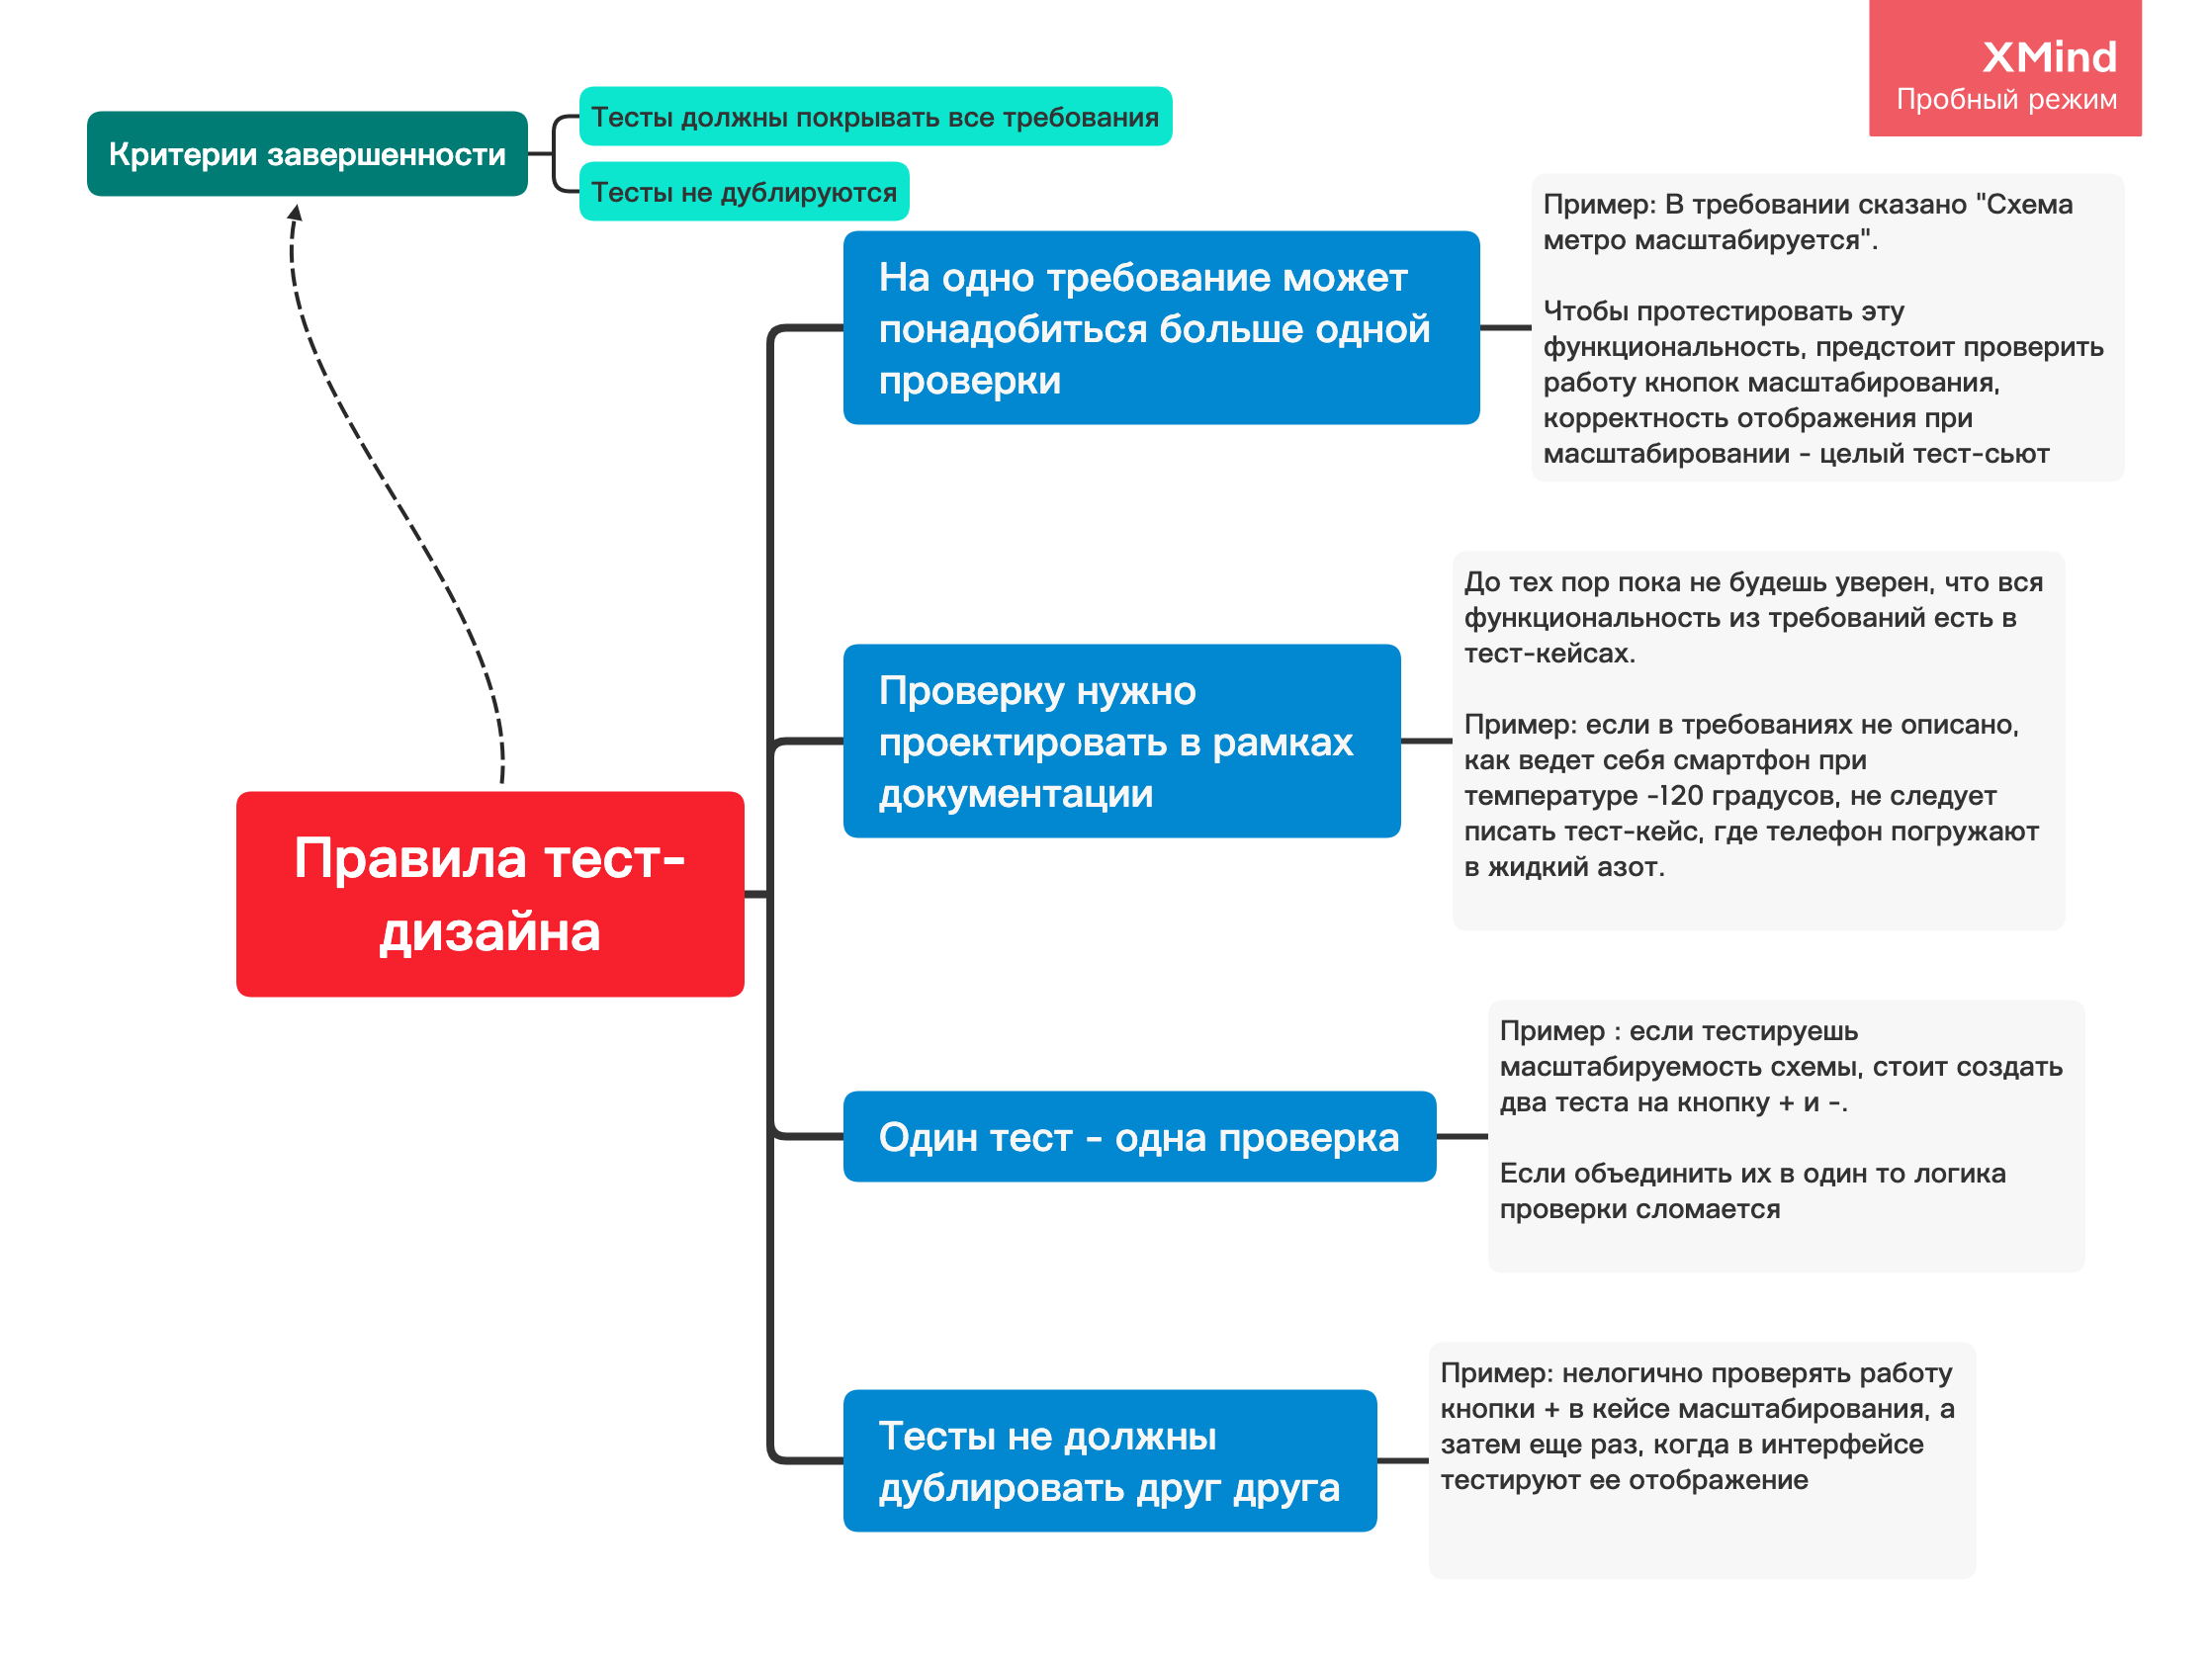 XMind
Пробный режим
Критерии завершенности
Тесты должны покрывать все требования
Тесты не дублируются
Правила тест-
дизайна
На одно требование может
понадобиться больше одной
проверки
Пример: В требовании сказано "Схема
метро масштабируется".
Чтобы протестировать эту
функциональность, предстоит проверить
работу кнопок масштабирования,
корректность отображения при
масштабировании - целый тест-сьют
Проверку нужно
проектировать в рамках
документации
До тех пор пока не будешь уверен, что вся
функциональность из требований есть в
тест-кейсах.
Пример: если в требованиях не описано,
как ведет себя смартфон при
температуре -120 градусов, не следует
писать тест-кейс, где телефон погружают
в жидкий азот.
Один тест - одна проверка
Пример : если тестируешь
масштабируемость схемы, стоит создать
два теста на кнопку + и -.
Если объединить их в один то логика
проверки сломается
Тесты не должны
дублировать друг друга
Пример: нелогично проверять работу
кнопки + в кейсе масштабирования, а
затем еще раз, когда в интерфейсе
тестируют ее отображение